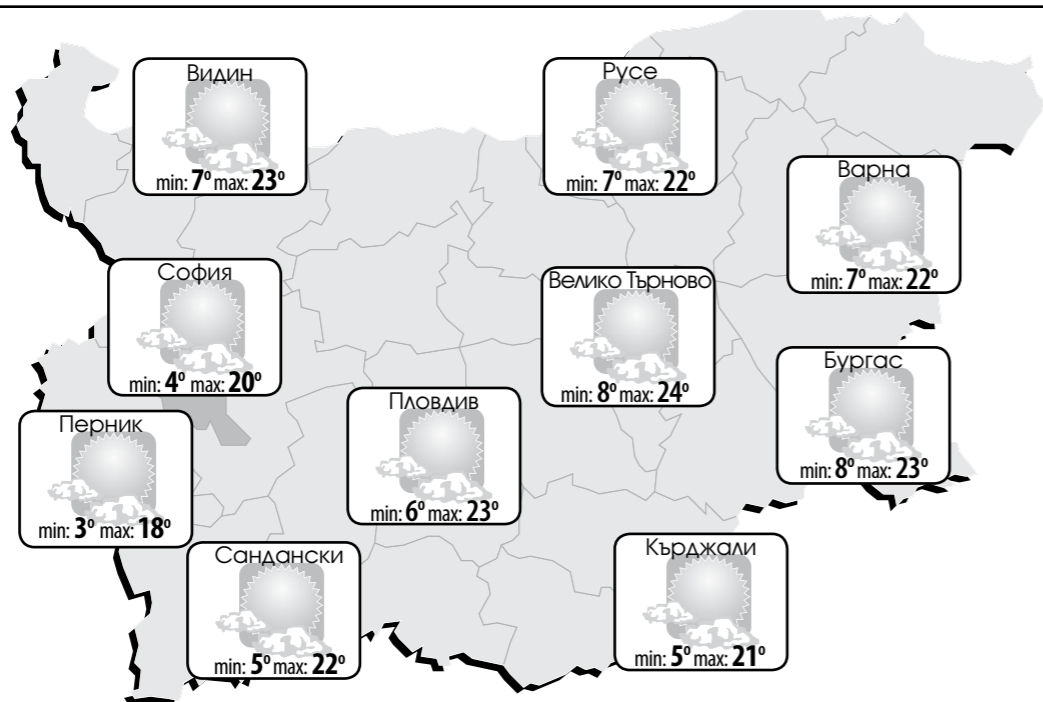 Видин
min: 7° max: 23°
Русе
min: 7° max: 22°
Варна
min: 7° max: 22°
София
min: 4° max: 20°
Велико Търново
min: 8° max: 24°
Бургас
min: 8° max: 23°
Пловдив
min: 6° max: 23°
Перник
min: 3° max: 18°
Сандански
min: 5° max: 22°
Кърджали
min: 5° max: 21°